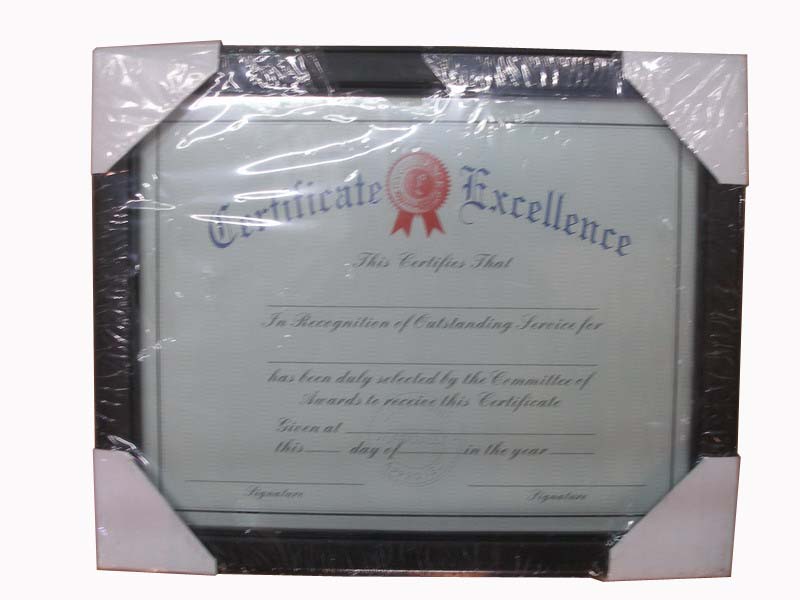 Certificate Excellence
This Certifies That
In Recognition of Outstanding Service for
has been duly selected by the Committee of
Awards to receive this Certificate
Given at
this day of in the year
Signature Signature